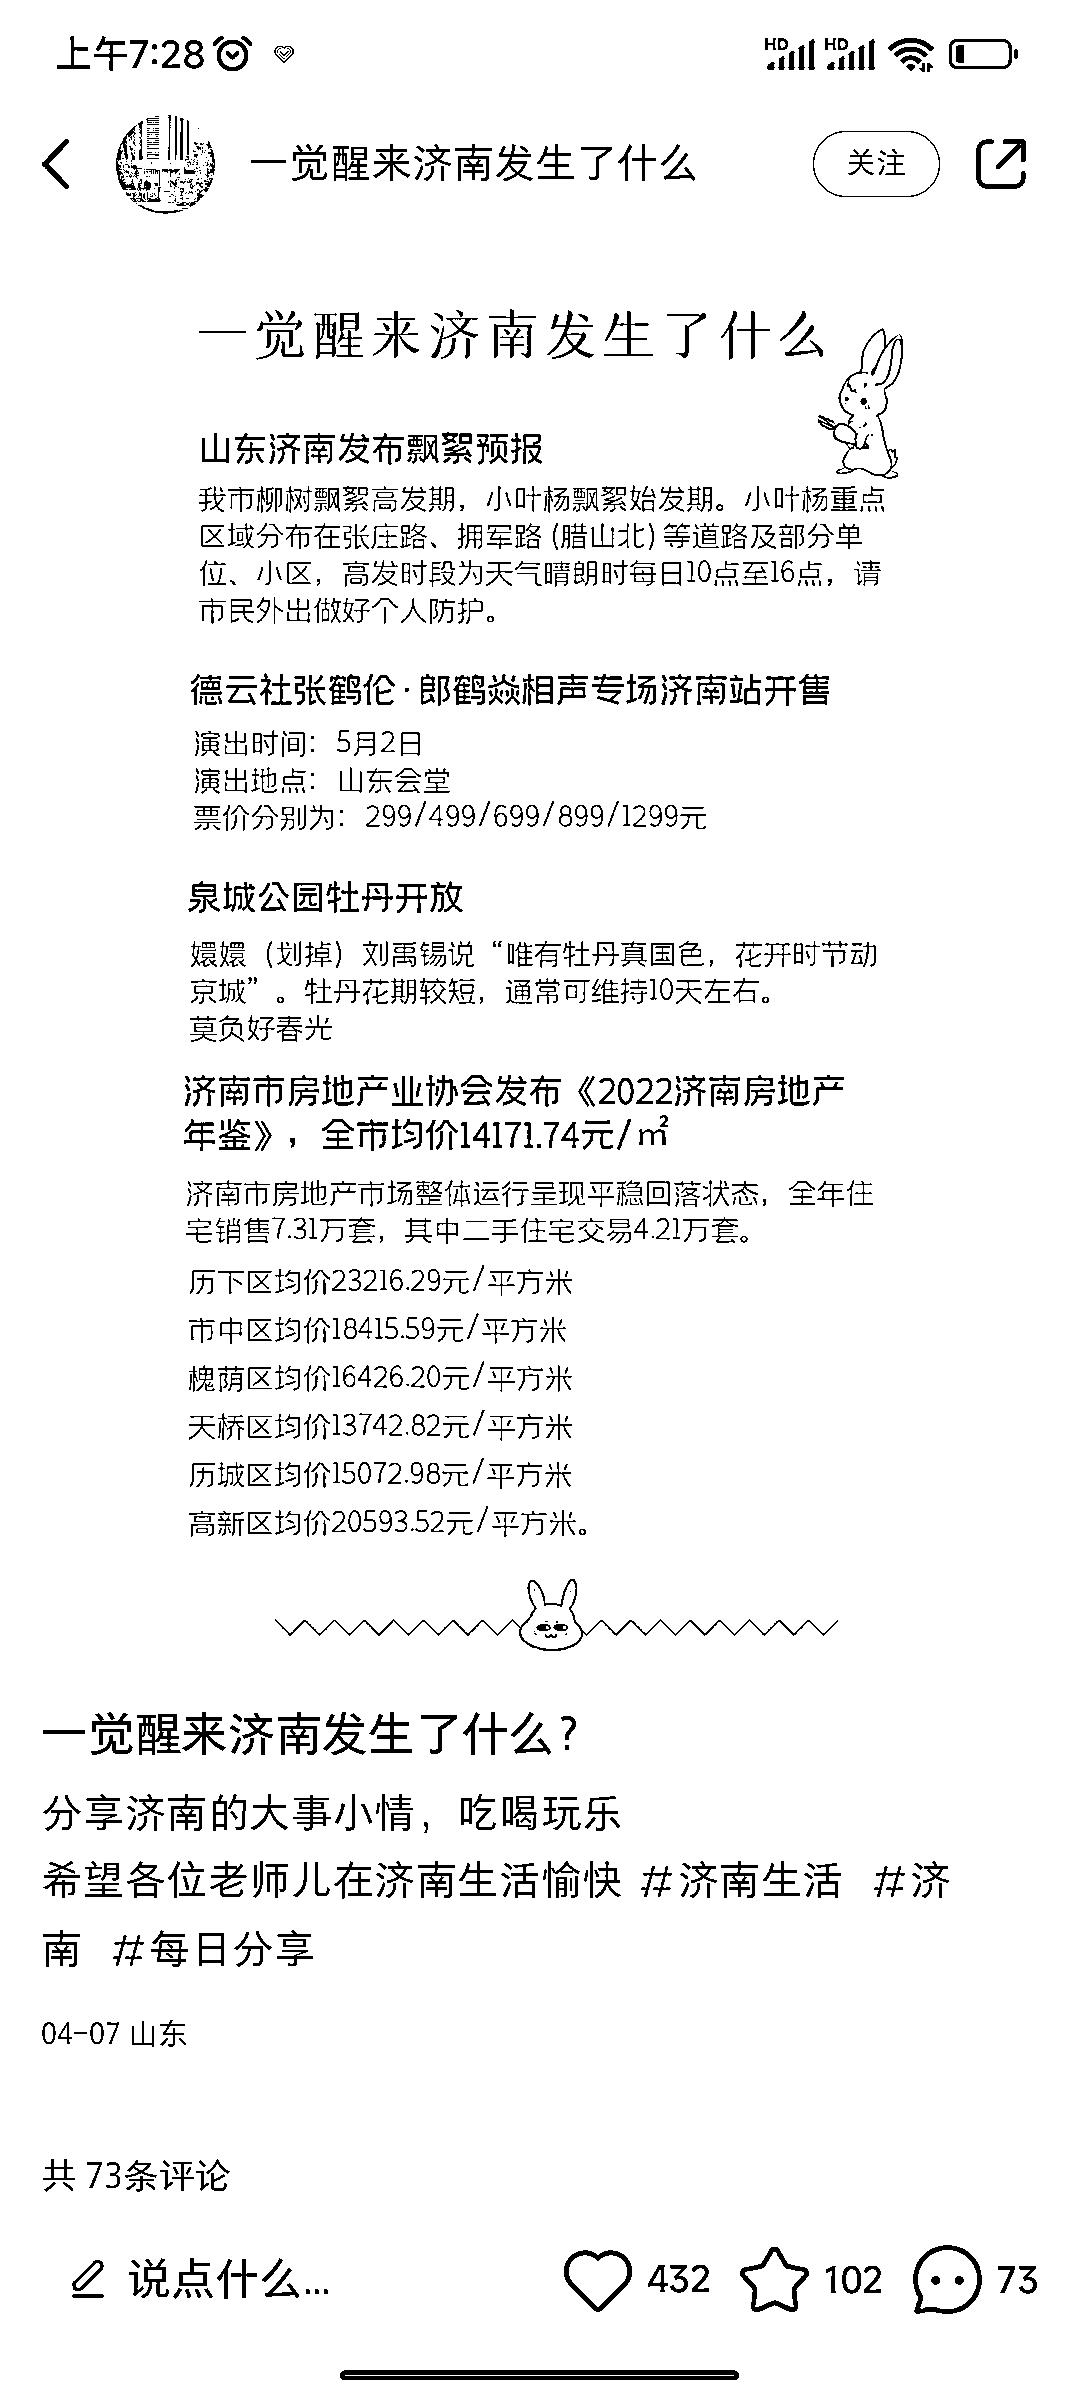 上午7:28
HD HD
一觉醒来济南发生了什么 关注
一觉醒来济南发生了什么
山东济南发布飘絮预报
我市柳树飘絮高发期，小叶杨飘絮始发期。小叶杨重点
区域分布在张庄路、拥军路(腊山北)等道路及部分单
位、小区，高发时段为天气晴朗时每日10点至16点，请
市民外出做好个人防护。
德云社张鹤伦·郎鹤焱相声专场济南站开售
演出时间：5月2日
演出地点：山东会堂
票价分别为：299/499/699/899/1299元
泉城公园牡丹开放
嬛嬛（划掉）刘禹锡说“唯有牡丹真国色，花开时节动
京城”。牡丹花期较短，通常可维持10天左右。
莫负好春光
济南市房地产业协会发布《2022济南房地产
年鉴》，全市均价14171.74元/㎡
济南市房地产市场整体运行呈现平稳回落状态，全年住
宅销售7.31万套，其中二手住宅交易4.21万套。
历下区均价23216.29元/平方米
市中区均价18415.59元/平方米
槐荫区均价16426.20元/平方米
天桥区均价13742.82元/平方米
历城区均价15072.98元/平方米
高新区均价20593.52元/平方米。
一觉醒来济南发生了什么？
分享济南的大事小情，吃喝玩乐
希望各位老师儿在济南生活愉快 #济南生活 #济
南 #每日分享
04-07 山东
共 73条评论
说点什么... 432 102 73